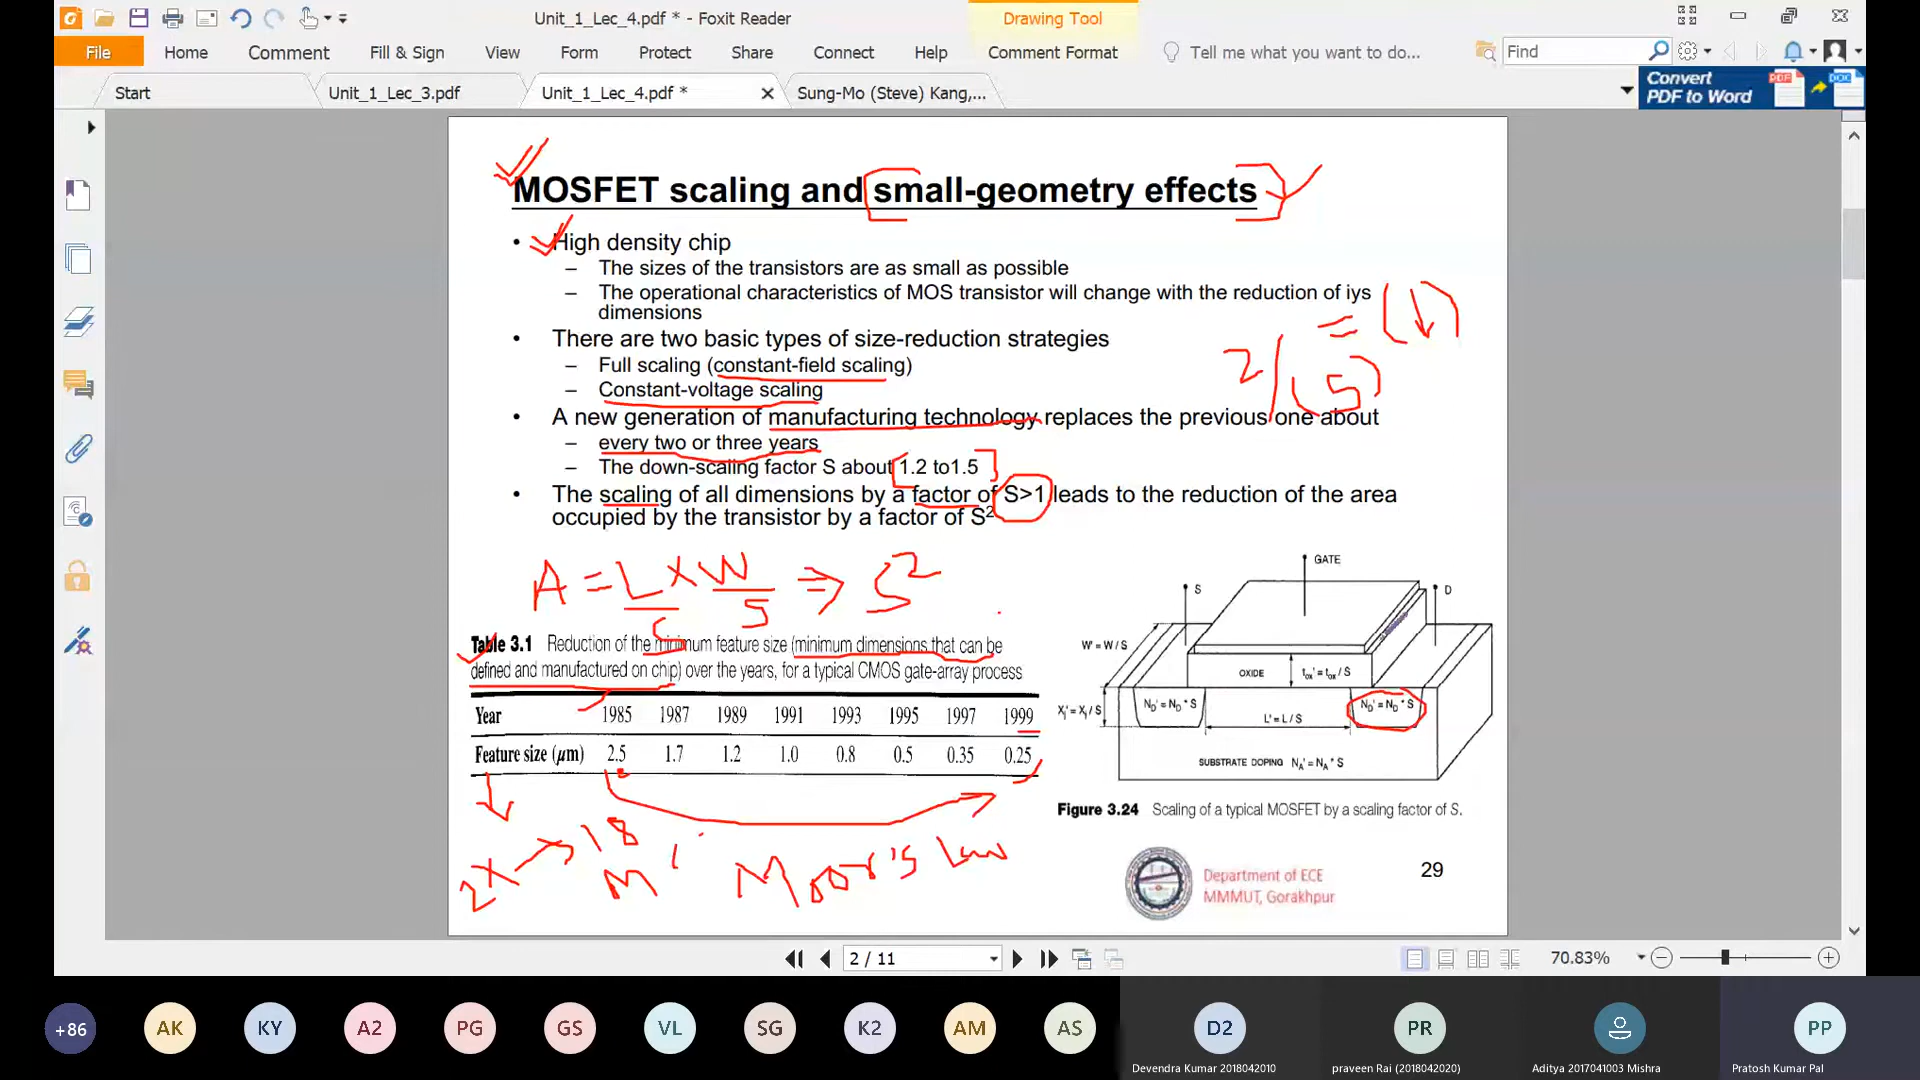 Unit_1_Lec_4.pdf * - Foxit Reader
Drawing Tool
File Home Comment Fill & Sign View Form Protect Share Connect Help Comment Format Tell me what you want to do... Find
Start Unit_1_Lec_3.pdf Unit_1_Lec_4.pdf * Sung-Mo (Steve) Kang,...
Convert
PDF to Word
PDF DOC
MOSFET scaling and small-geometry effects
• High density chip
– The sizes of the transistors are as small as possible
– The operational characteristics of MOS transistor will change with the reduction of iys
dimensions
• There are two basic types of size-reduction strategies
– Full scaling (constant-field scaling)
– Constant-voltage scaling
• A new generation of manufacturing technology replaces the previous one about
– every two or three years
– The down-scaling factor S about 1.2 to1.5
• The scaling of all dimensions by a factor of S>1 leads to the reduction of the area
occupied by the transistor by a factor of S²
= (↓)
2/(S)
A = L/S × W/S ⇒ S²
Table 3.1 Reduction of the minimum feature size (minimum dimensions that can be
defined and manufactured on chip) over the years, for a typical CMOS gate-array process
Year 1985 1987 1989 1991 1993 1995 1997 1999
Feature size (μm) 2.5 1.7 1.2 1.0 0.8 0.5 0.35 0.25
2X → 18
M
Moor's Law
GATE
S
D
W' = W / S
OXIDE
tox' = tox / S
Xj' = Xj / S
ND' = ND * S
ND' = ND * S
L' = L / S
SUBSTRATE DOPING NA' = NA * S
Figure 3.24 Scaling of a typical MOSFET by a scaling factor of S.
Department of ECE
MMMUT, Gorakhpur
29
2 / 11
70.83%
+86 AK KY A2 PG GS VL SG K2 AM AS D2 PR PP
Devendra Kumar 2018042010 praveen Rai (2018042020) Aditya 2017041003 Mishra Pratosh Kumar Pal